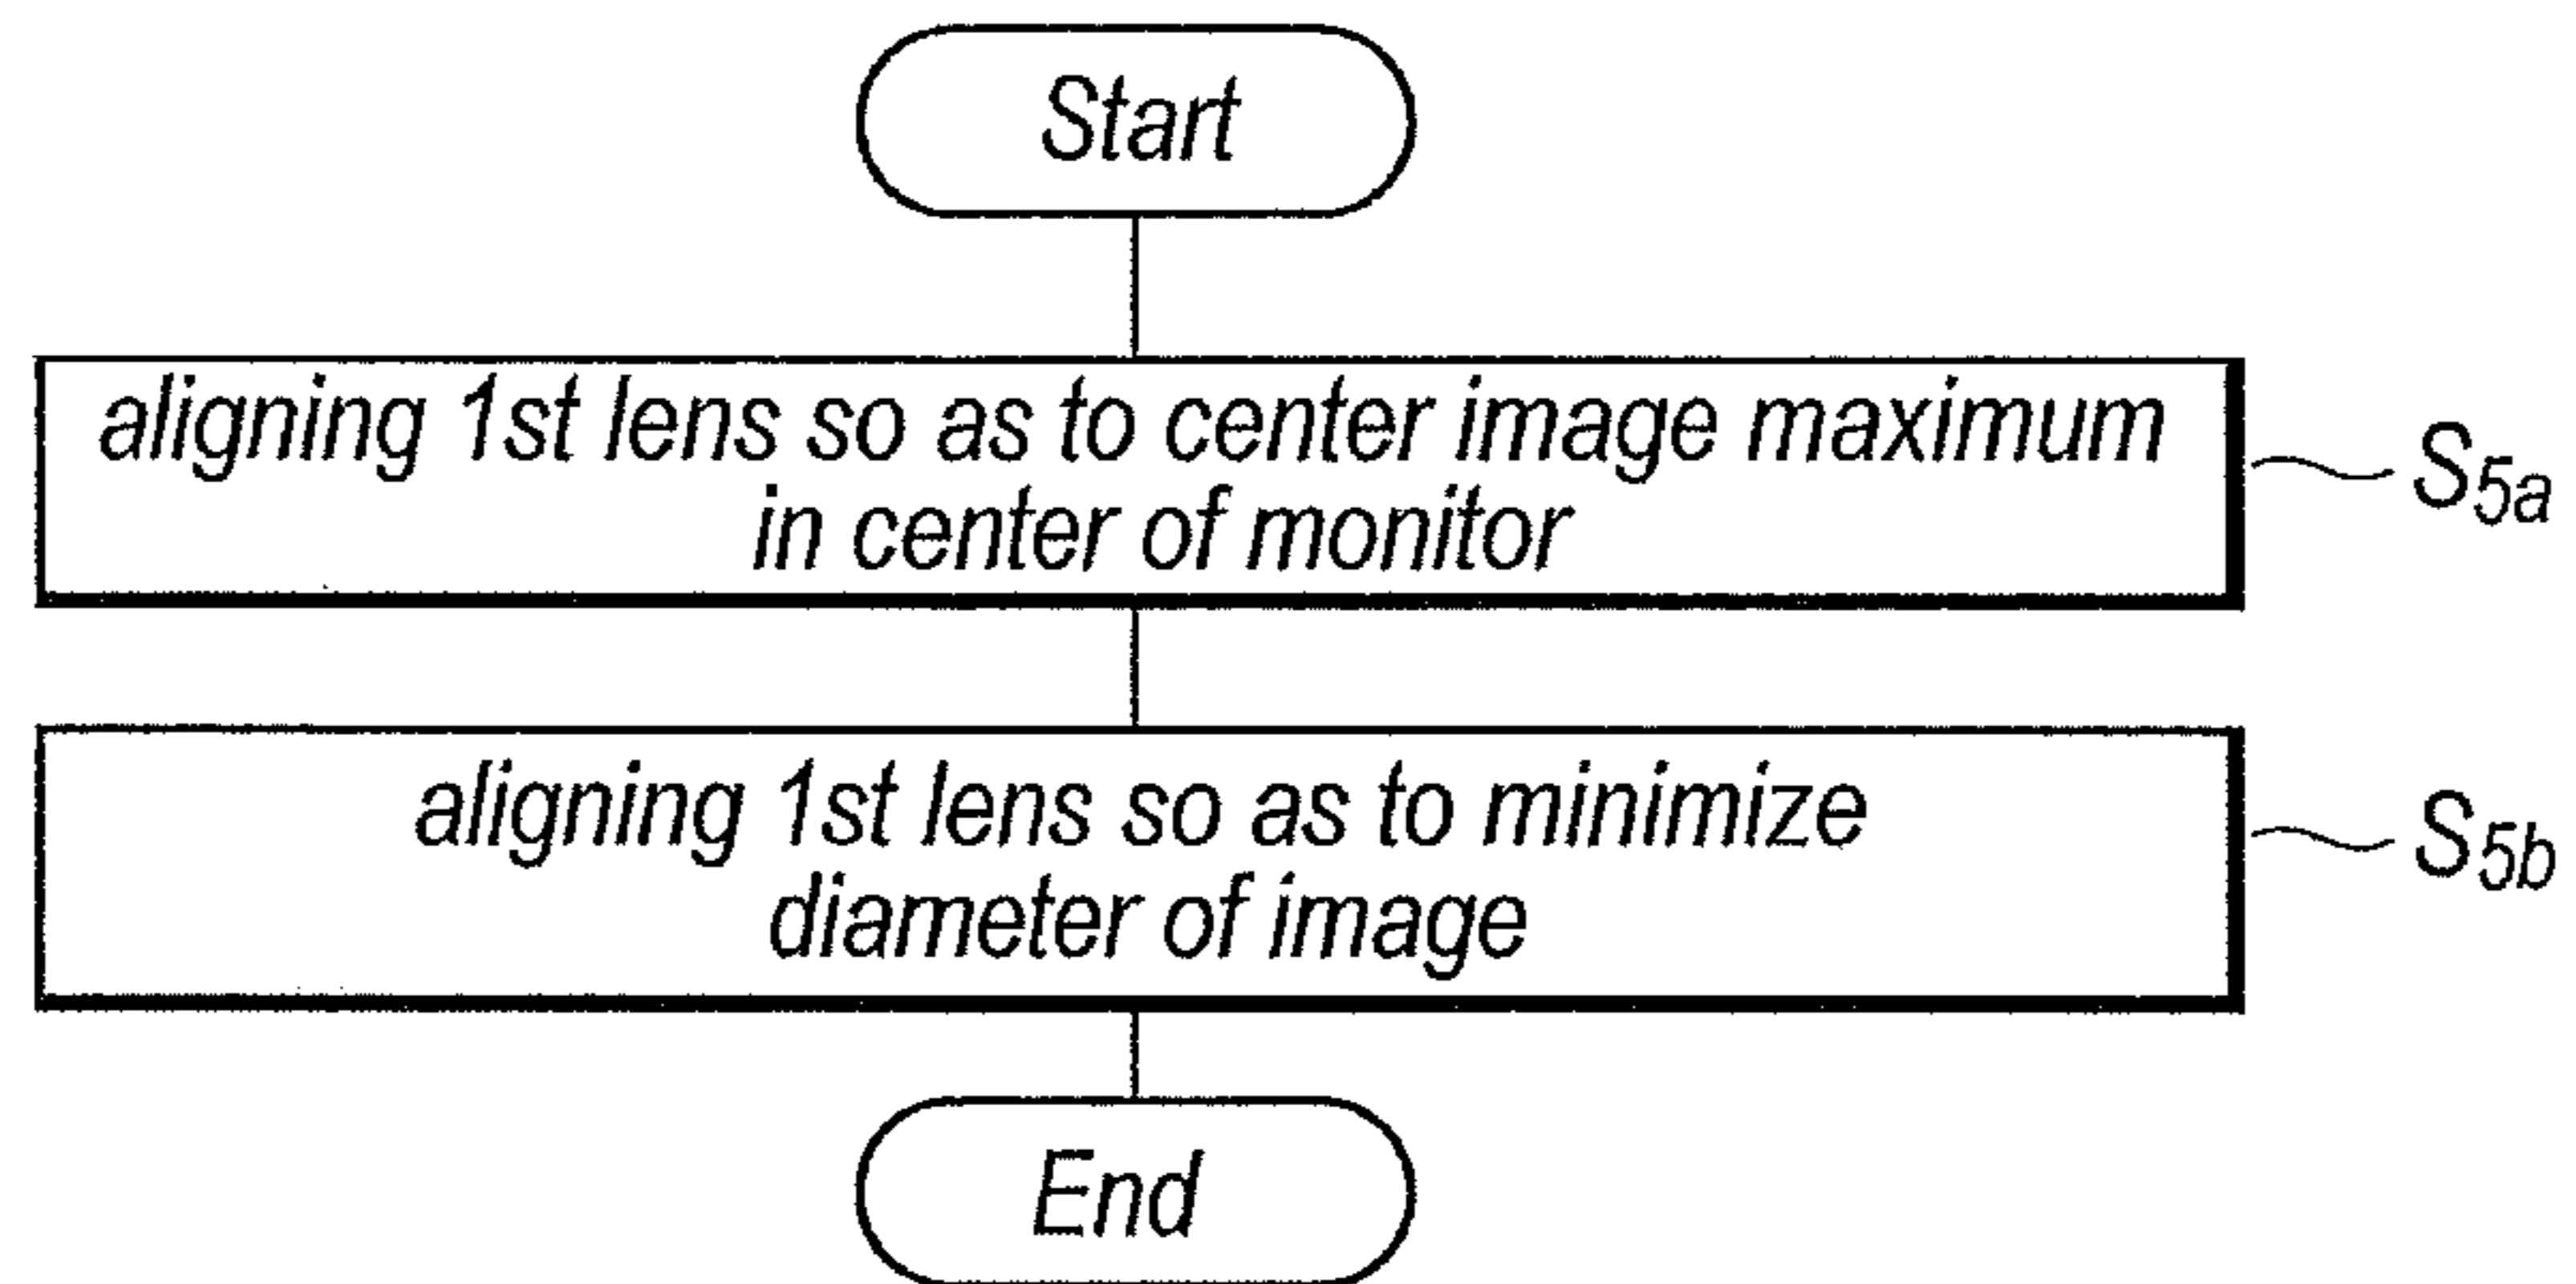 Start
aligning 1st lens so as to center image maximum
in center of monitor
S5a
aligning 1st lens so as to minimize
diameter of image
S5b
End